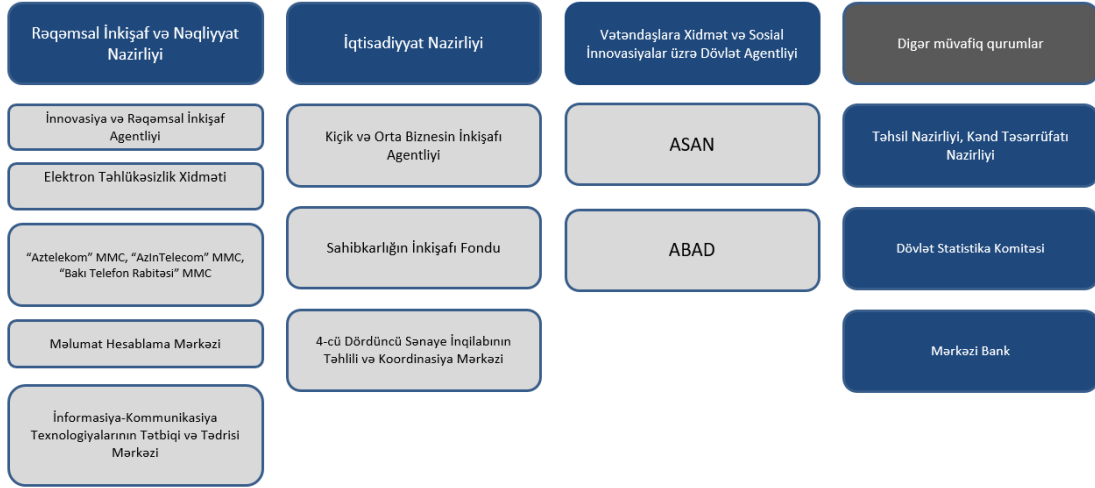 Rəqəmsal İnkişaf və Nəqliyyat
Nazirliyi
İnnovasiya və Rəqəmsal İnkişaf
Agentliyi
Elektron Təhlükəsizlik Xidməti
“Aztelekom” MMC, “AzInTelecom” MMC,
“Bakı Telefon Rabitəsi” MMC
Məlumat Hesablama Mərkəzi
İnformasiya-Kommunikasiya
Texnologiyalarının Tətbiqi və Tədrisi
Mərkəzi
İqtisadiyyat Nazirliyi
Kiçik və Orta Biznesin İnkişafı
Agentliyi
Sahibkarlığın İnkişafı Fondu
4-cü Dördüncü Sənaye İnqilabının
Təhlili və Koordinasiya Mərkəzi
Vətəndaşlara Xidmət və Sosial
İnnovasiyalar üzrə Dövlət Agentliyi
ASAN
ABAD
Digər müvafiq qurumlar
Təhsil Nazirliyi, Kənd Təsərrüfatı
Nazirliyi
Dövlət Statistika Komitəsi
Mərkəzi Bank